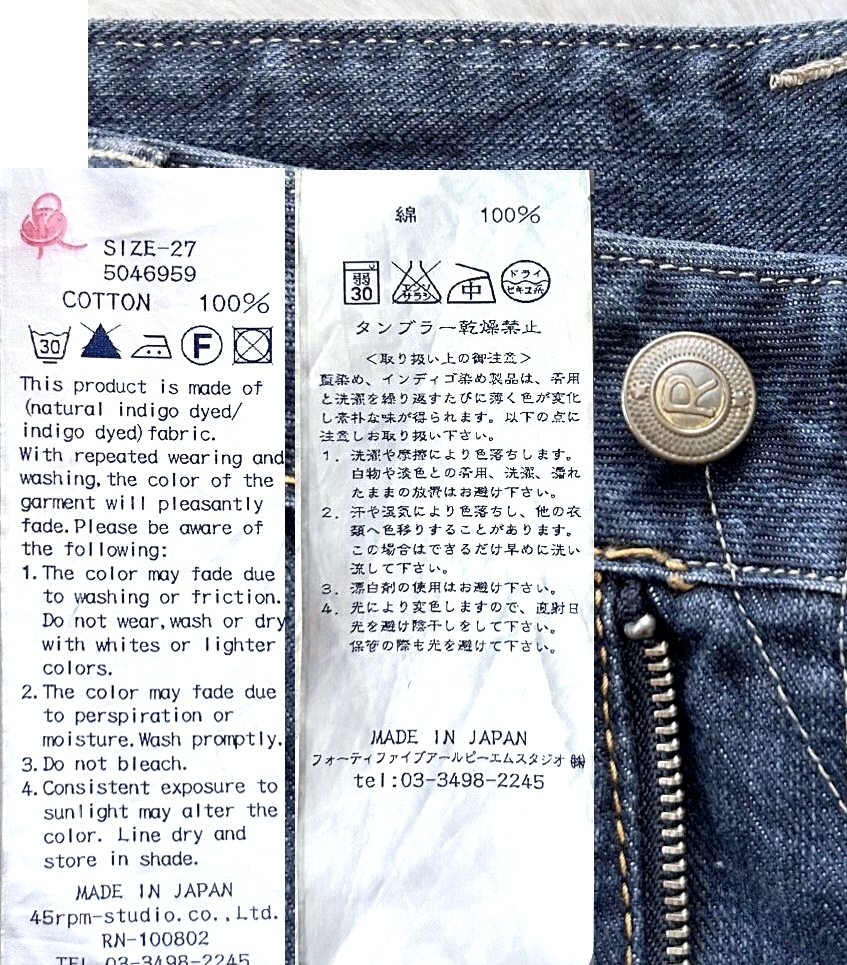 SIZE-27
5046959
COTTON 100%
30 F
This product is made of
(natural indigo dyed/
indigo dyed) fabric.
With repeated wearing and
washing, the color of the
garment will pleasantly
fade. Please be aware of
the following:
1. The color may fade due
to washing or friction.
Do not wear, wash or dry
with whites or lighter
colors.
2. The color may fade due
to perspiration or
moisture. Wash promptly.
3. Do not bleach.
4. Consistent exposure to
sunlight may alter the
color. Line dry and
store in shade.
MADE IN JAPAN
45rpm-studio.co.,Ltd.
RN-100802
TEL 03-3498-2245
綿 100%
弱
30
エンソ
サラシ
中
ドライ
セキユ系
タンブラー乾燥禁止
<取り扱い上の御注意>
藍染め、インディゴ染め製品は、着用
と洗濯を繰り返すたびに薄く色が変化
し素朴な味が得られます。以下の点に
注意しお取り扱い下さい。
1. 洗濯や摩擦により色落ちします。
白物や淡色との着用、洗濯、濡れ
たままの放置はお避け下さい。
2. 汗や湿気により色落ちし、他の衣
類へ色移りすることがあります。
この場合はできるだけ早めに洗い
流して下さい。
3. 漂白剤の使用はお避け下さい。
4. 光により変色しますので、直射日
光を避け陰干しをして下さい。
保管の際も光を避けて下さい。
MADE IN JAPAN
フォーティファイブアールピーエムスタジオ㈱
tel:03-3498-2245
R